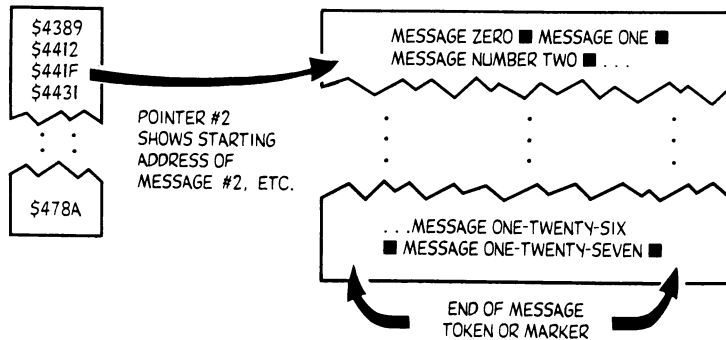 $4389
$4412
$441F
$4431
POINTER #2
SHOWS STARTING
ADDRESS OF
MESSAGE #2, ETC.
$478A
MESSAGE ZERO ■ MESSAGE ONE ■
MESSAGE NUMBER TWO ■ . . .
. . .MESSAGE ONE-TWENTY-SIX
■ MESSAGE ONE-TWENTY-SEVEN ■
END OF MESSAGE
TOKEN OR MARKER